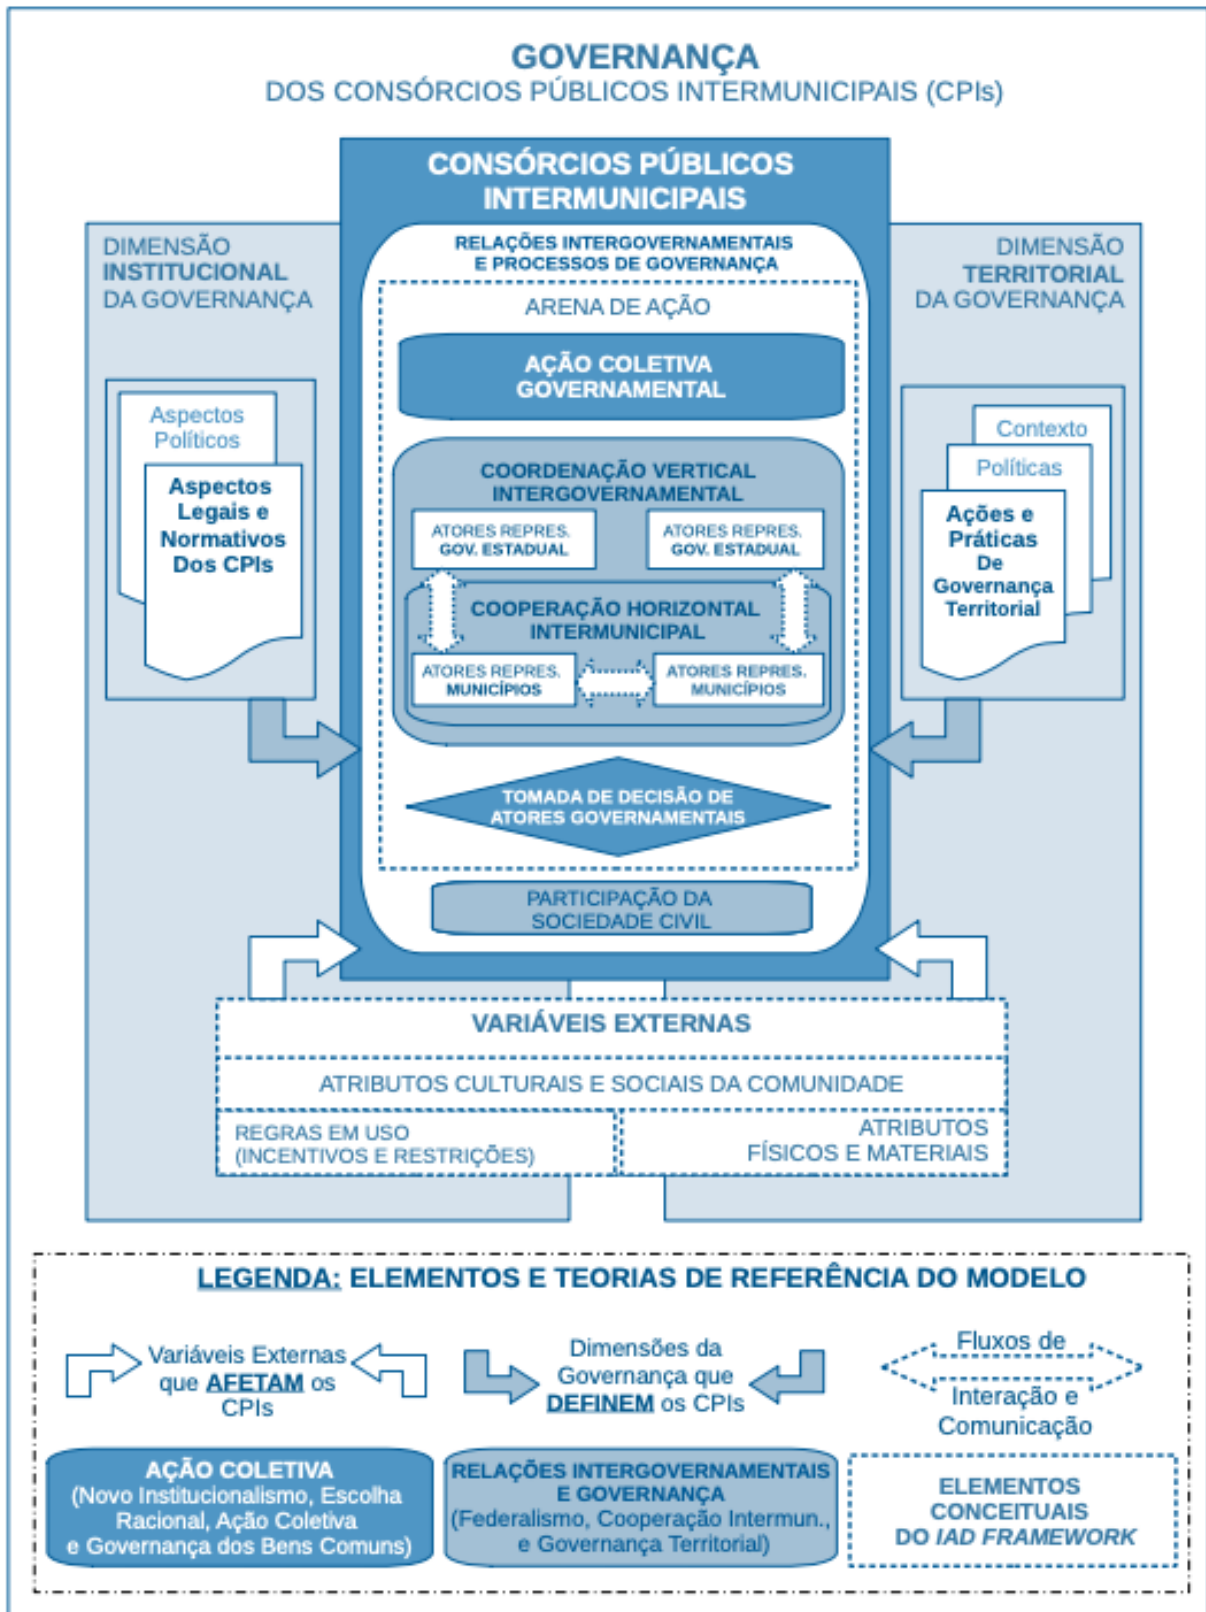 GOVERNANÇA
DOS CONSÓRCIOS PÚBLICOS INTERMUNICIPAIS (CPIs)
CONSÓRCIOS PÚBLICOS
INTERMUNICIPAIS
DIMENSÃO
INSTITUCIONAL
DA GOVERNANÇA
RELAÇÕES INTERGOVERNAMENTAIS
E PROCESSOS DE GOVERNANÇA
DIMENSÃO
TERRITORIAL
DA GOVERNANÇA
ARENA DE AÇÃO
AÇÃO COLETIVA
GOVERNAMENTAL
Aspectos
Políticos
Aspectos
Legais e
Normativos
Dos CPIs
COORDENAÇÃO VERTICAL
INTERGOVERNAMENTAL
ATORES REPRES.
GOV. ESTADUAL
ATORES REPRES.
GOV. ESTADUAL
COOPERAÇÃO HORIZONTAL
INTERMUNICIPAL
ATORES REPRES.
MUNICÍPIOS
ATORES REPRES.
MUNICÍPIOS
Contexto
Políticas
Ações e
Práticas
De
Governança
Territorial
TOMADA DE DECISÃO DE
ATORES GOVERNAMENTAIS
PARTICIPAÇÃO DA
SOCIEDADE CIVIL
VARIÁVEIS EXTERNAS
ATRIBUTOS CULTURAIS E SOCIAIS DA COMUNIDADE
REGRAS EM USO
(INCENTIVOS E RESTRIÇÕES)
ATRIBUTOS
FÍSICOS E MATERIAIS
LEGENDA: ELEMENTOS E TEORIAS DE REFERÊNCIA DO MODELO
Variáveis Externas
que AFETAM os
CPIs
Dimensões da
Governança que
DEFINEM os CPIs
Fluxos de
Interação e
Comunicação
AÇÃO COLETIVA
(Novo Institucionalismo, Escolha
Racional, Ação Coletiva
e Governança dos Bens Comuns)
RELAÇÕES INTERGOVERNAMENTAIS
E GOVERNANÇA
(Federalismo, Cooperação Intermun.,
e Governança Territorial)
ELEMENTOS
CONCEITUAIS
DO IAD FRAMEWORK